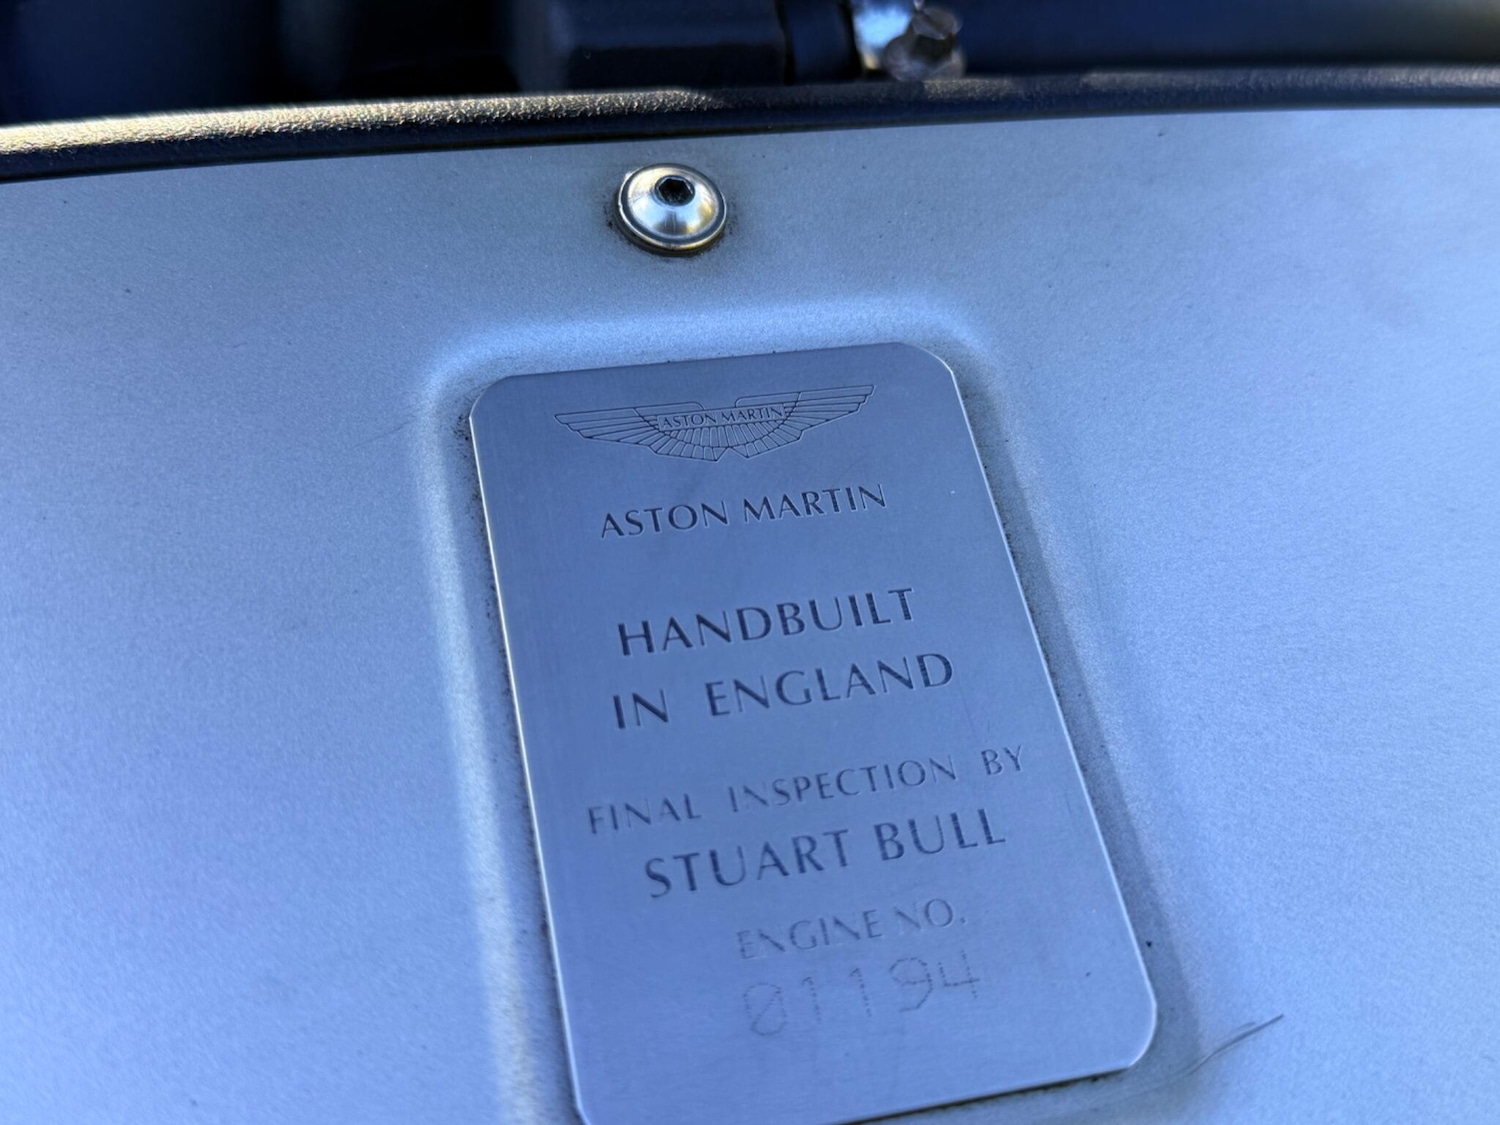 ASTON MARTIN
ASTON MARTIN
HANDBUILT
IN ENGLAND
FINAL INSPECTION BY
STUART BULL
ENGINE NO.
01194